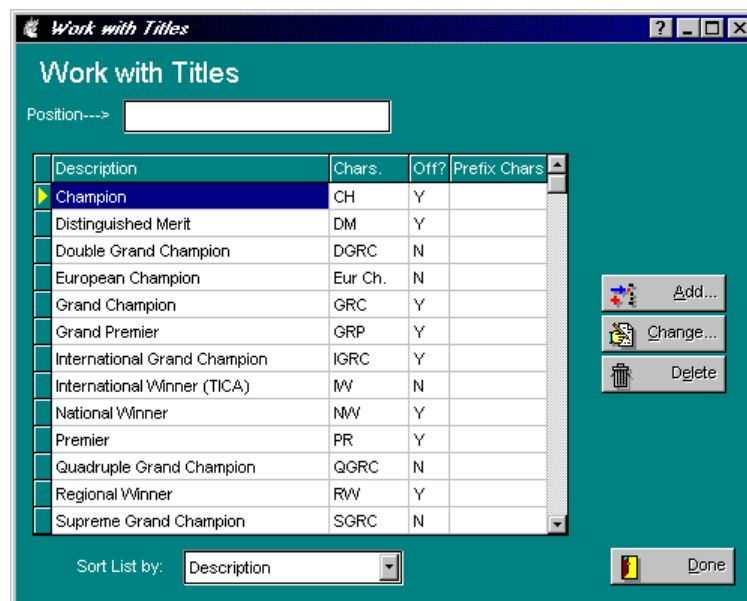 Work with Titles
Work with Titles
Position--->
Description Chars. Off? Prefix Chars
Champion CH Y
Distinguished Merit DM Y
Double Grand Champion DGRC N
European Champion Eur Ch. N
Grand Champion GRC Y
Grand Premier GRP Y
International Grand Champion IGRC Y
International Winner (TICA) IW N
National Winner NW Y
Premier PR Y
Quadruple Grand Champion QGRC N
Regional Winner RW Y
Supreme Grand Champion SGRC N
Add...
Change...
Delete
Sort List by: Description
Done